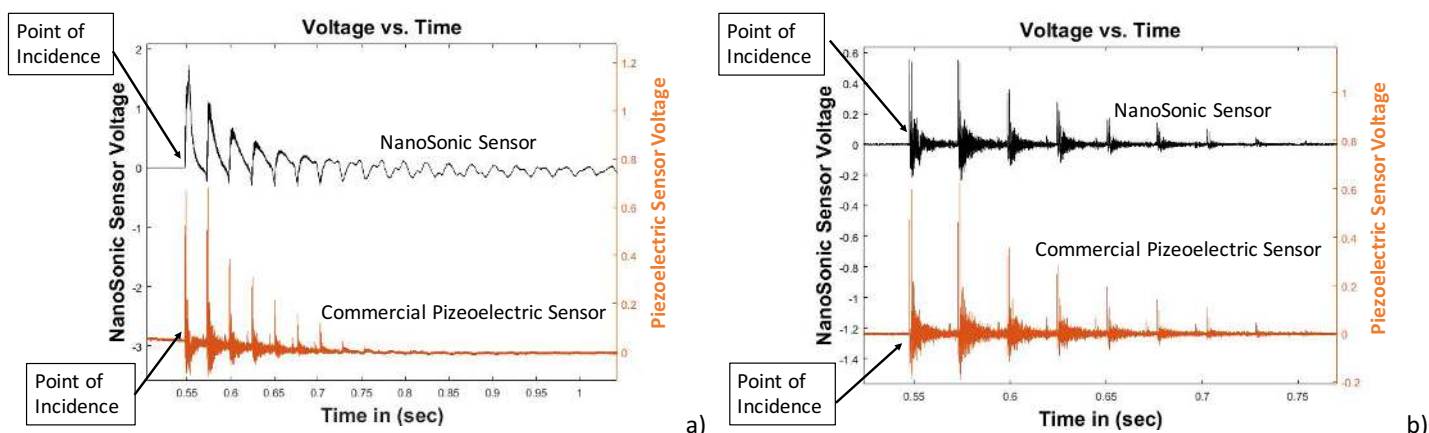 Point of
Incidence
Voltage vs. Time
2
1
0
-1
-2
-3
NanoSonic Sensor Voltage
1.2
1
0.8
0.6
0.4
0.2
0
Piezoelectric Sensor Voltage
NanoSonic Sensor
Commercial Pizeoelectric Sensor
Point of
Incidence
0.55
0.6
0.65
0.7
0.75
0.8
0.85
0.9
0.95
1
Time in (sec)
a)
Point of
Incidence
Voltage vs. Time
0.6
0.4
0.2
0
-0.2
-0.4
-0.6
-0.8
-1
-1.2
-1.4
NanoSonic Sensor Voltage
1
0.8
0.6
0.4
0.2
0
-0.2
Piezoelectric Sensor Voltage
NanoSonic Sensor
Commercial Pizeoelectric Sensor
Point of
Incidence
0.55
0.6
0.65
0.7
0.75
Time in (sec)
b)